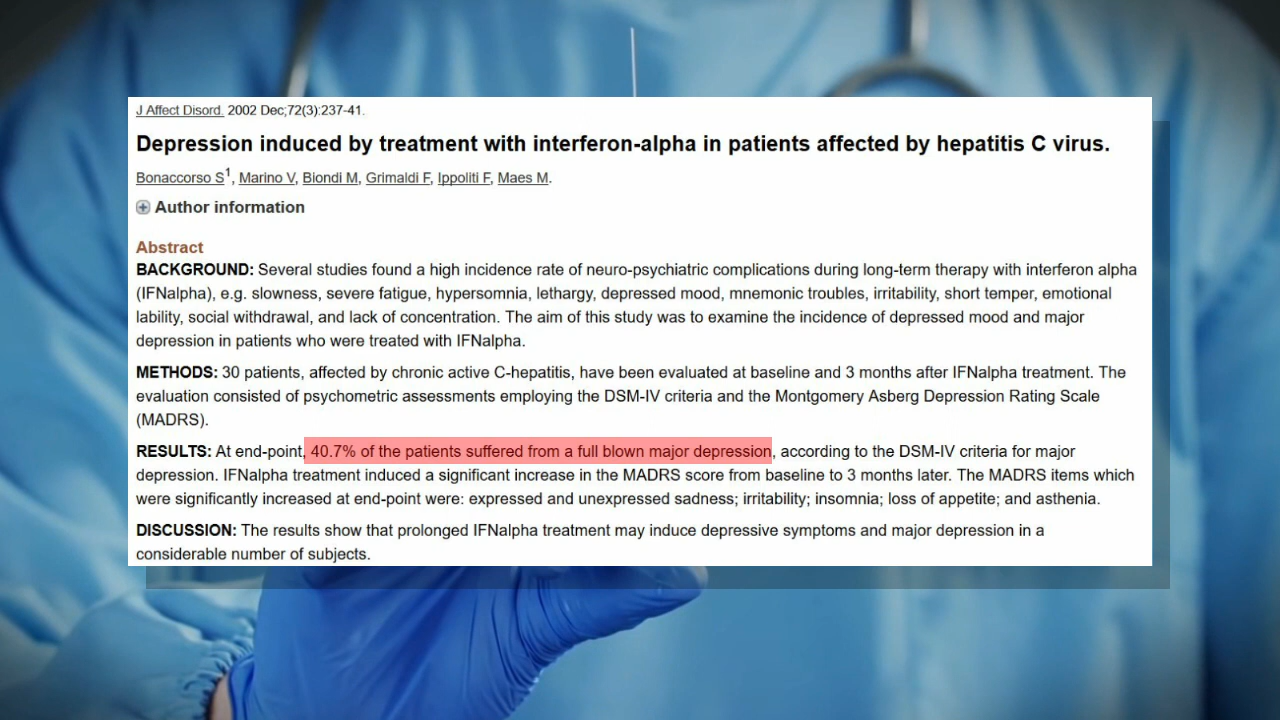 J Affect Disord. 2002 Dec;72(3):237-41.
Depression induced by treatment with interferon-alpha in patients affected by hepatitis C virus.
Bonaccorso S1, Marino V, Biondi M, Grimaldi F, Ippoliti F, Maes M.
Author information
Abstract
BACKGROUND: Several studies found a high incidence rate of neuro-psychiatric complications during long-term therapy with interferon alpha
(IFNalpha), e.g. slowness, severe fatigue, hypersomnia, lethargy, depressed mood, mnemonic troubles, irritability, short temper, emotional
lability, social withdrawal, and lack of concentration. The aim of this study was to examine the incidence of depressed mood and major
depression in patients who were treated with IFNalpha.
METHODS: 30 patients, affected by chronic active C-hepatitis, have been evaluated at baseline and 3 months after IFNalpha treatment. The
evaluation consisted of psychometric assessments employing the DSM-IV criteria and the Montgomery Asberg Depression Rating Scale
(MADRS).
RESULTS: At end-point, 40.7% of the patients suffered from a full blown major depression, according to the DSM-IV criteria for major
depression. IFNalpha treatment induced a significant increase in the MADRS score from baseline to 3 months later. The MADRS items which
were significantly increased at end-point were: expressed and unexpressed sadness; irritability; insomnia; loss of appetite; and asthenia.
DISCUSSION: The results show that prolonged IFNalpha treatment may induce depressive symptoms and major depression in a
considerable number of subjects.